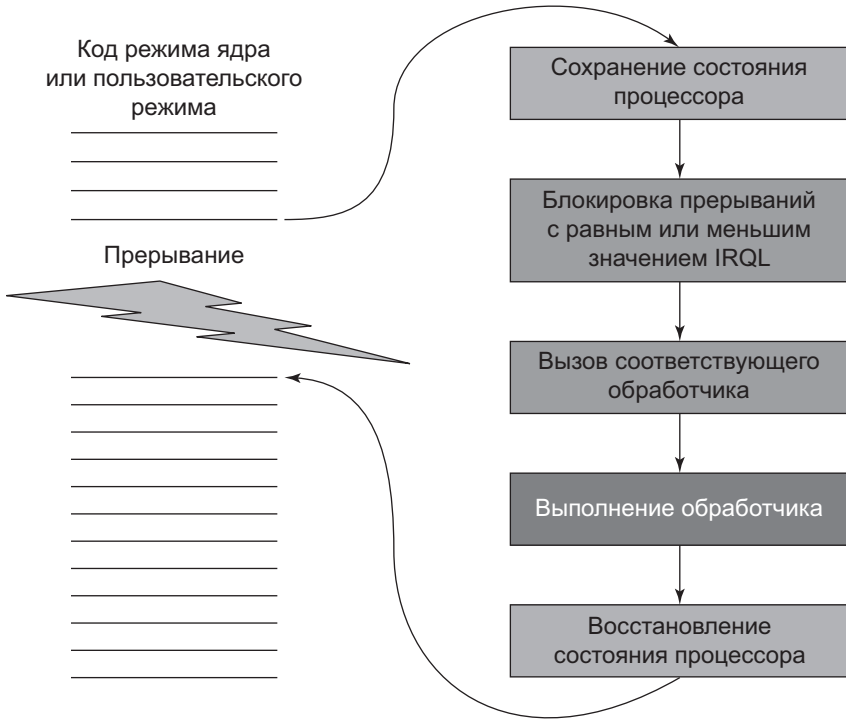 Код режима ядра
или пользовательского
режима
Прерывание
Сохранение состояния
процессора
Блокировка прерываний
с равным или меньшим
значением IRQL
Вызов соответствующего
обработчика
Выполнение обработчика
Восстановление
состояния процессора